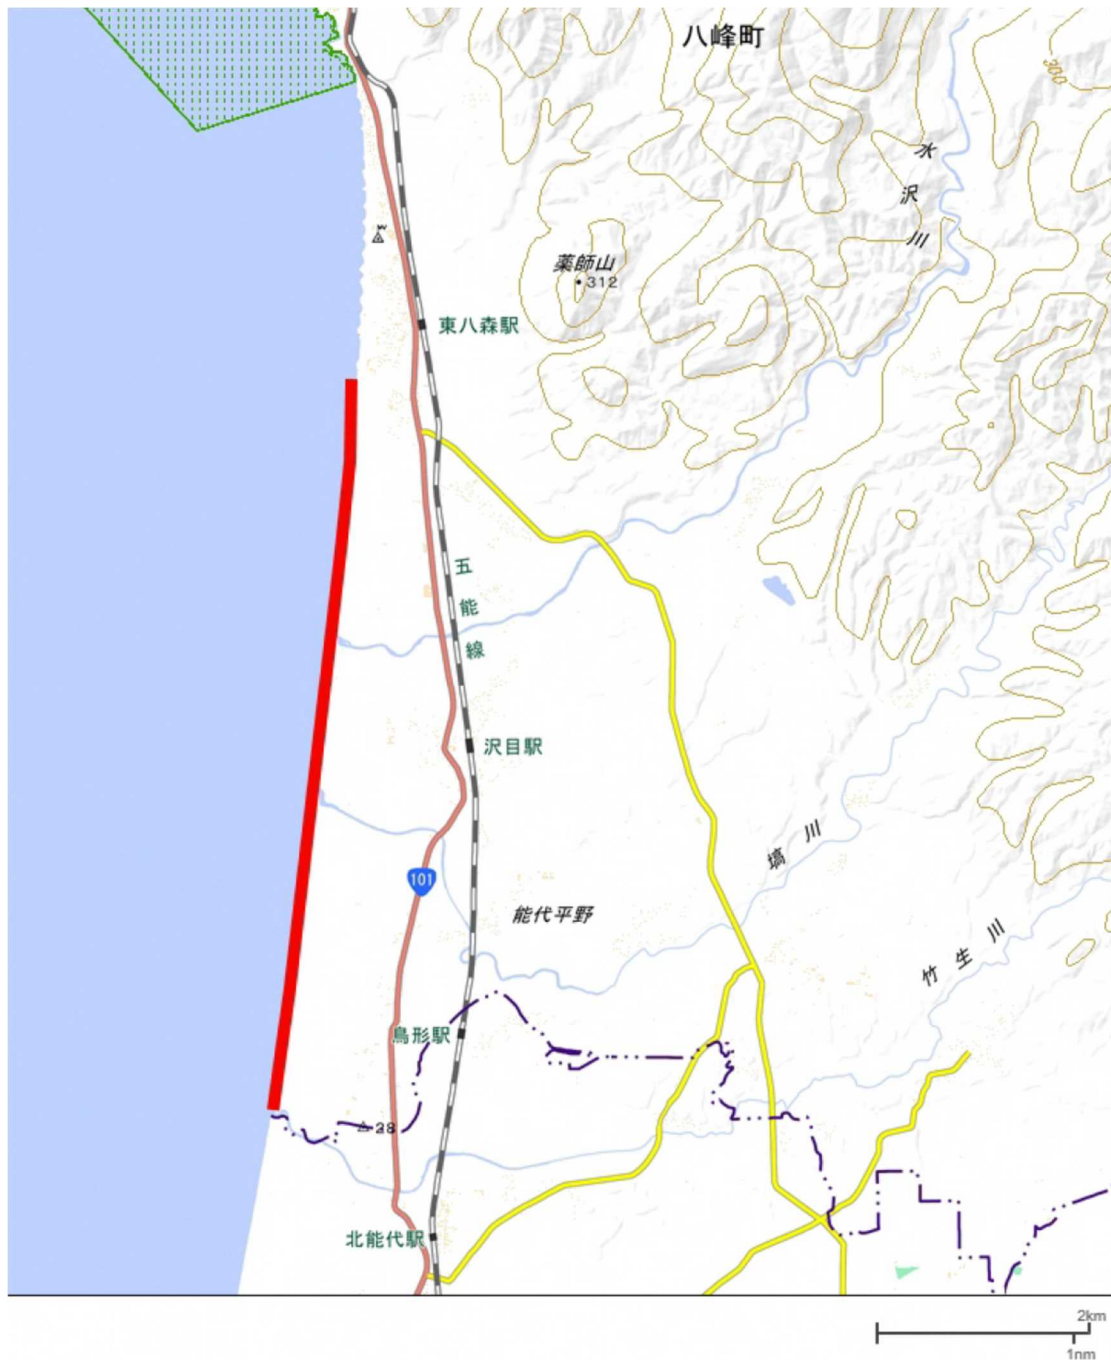 八峰町
300
水沢川
薬師山
312
東八森駅
五能線
沢目駅
塙川
101
能代平野
竹生川
鳥形駅
28
北能代駅
2km
1nm